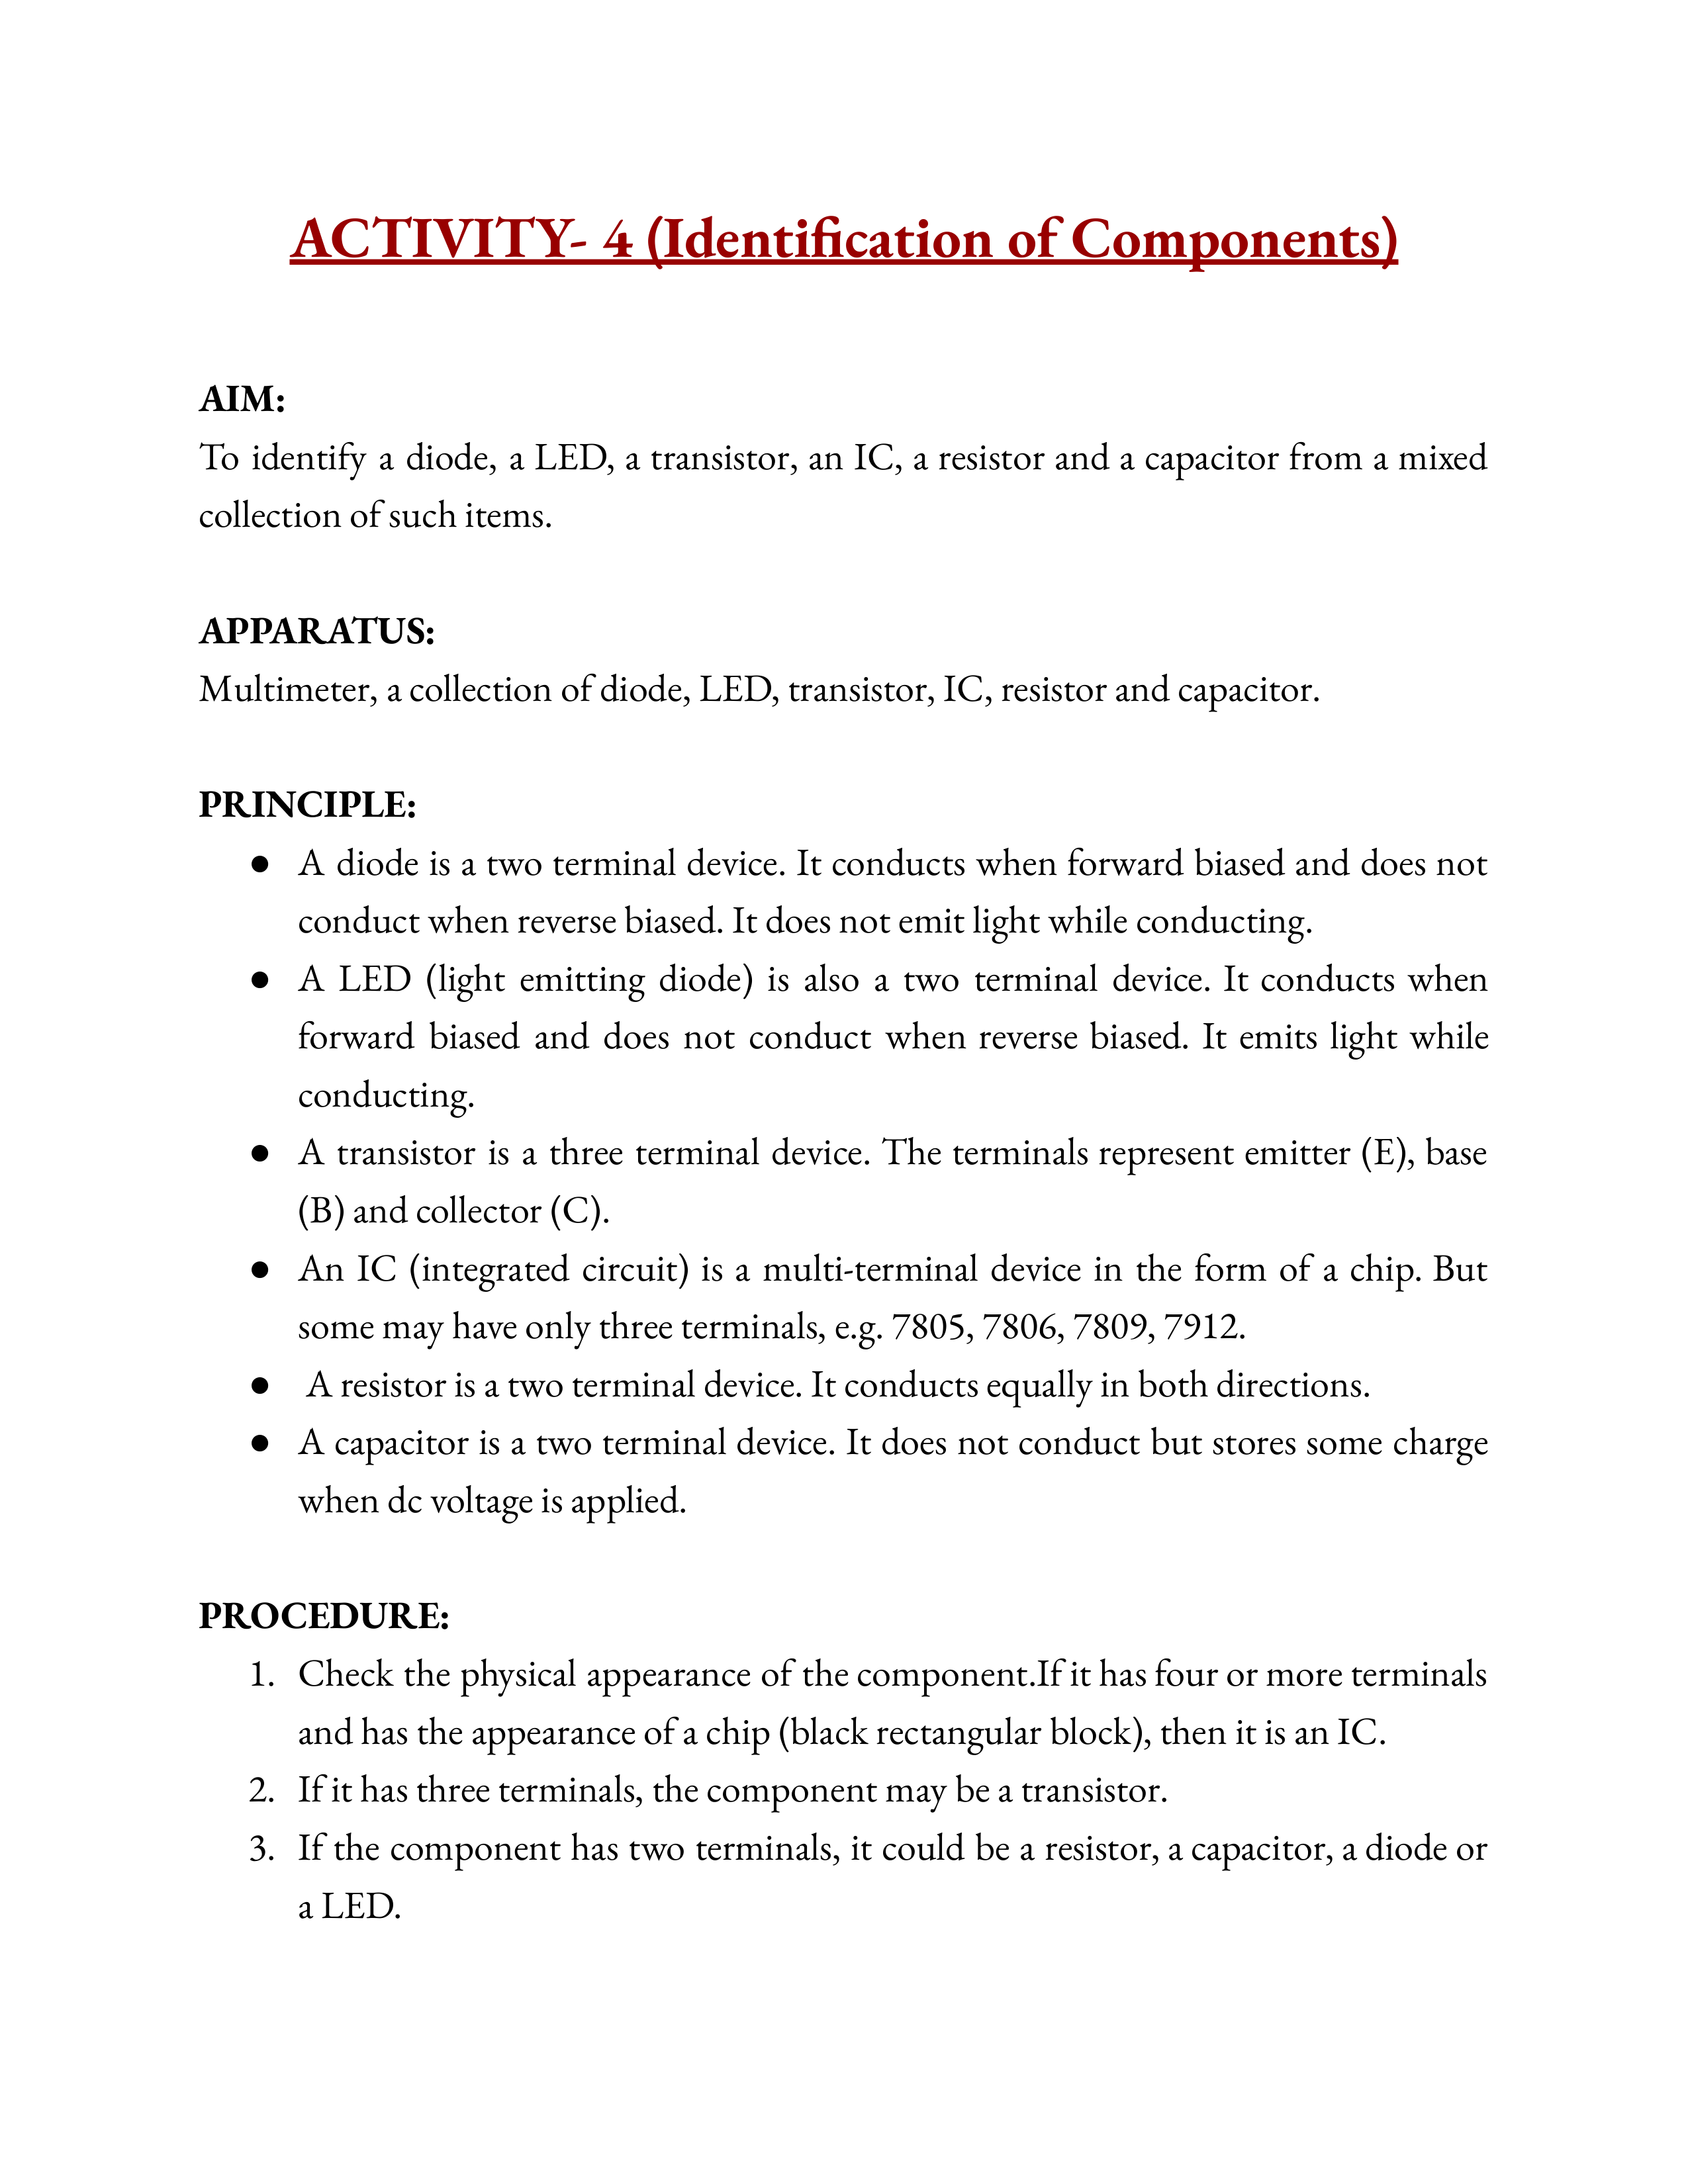 ACTIVITY- 4 (Identification of Components)
AIM:
To identify a diode, a LED, a transistor, an IC, a resistor and a capacitor from a mixed
collection of such items.
APPARATUS:
Multimeter, a collection of diode, LED, transistor, IC, resistor and capacitor.
PRINCIPLE:
● A diode is a two terminal device. It conducts when forward biased and does not
conduct when reverse biased. It does not emit light while conducting.
● A LED (light emitting diode) is also a two terminal device. It conducts when
forward biased and does not conduct when reverse biased. It emits light while
conducting.
● A transistor is a three terminal device. The terminals represent emitter (E), base
(B) and collector (C).
● An IC (integrated circuit) is a multi-terminal device in the form of a chip. But
some may have only three terminals, e.g. 7805, 7806, 7809, 7912.
● A resistor is a two terminal device. It conducts equally in both directions.
● A capacitor is a two terminal device. It does not conduct but stores some charge
when dc voltage is applied.
PROCEDURE:
1. Check the physical appearance of the component.If it has four or more terminals
and has the appearance of a chip (black rectangular block), then it is an IC.
2. If it has three terminals, the component may be a transistor.
3. If the component has two terminals, it could be a resistor, a capacitor, a diode or
a LED.